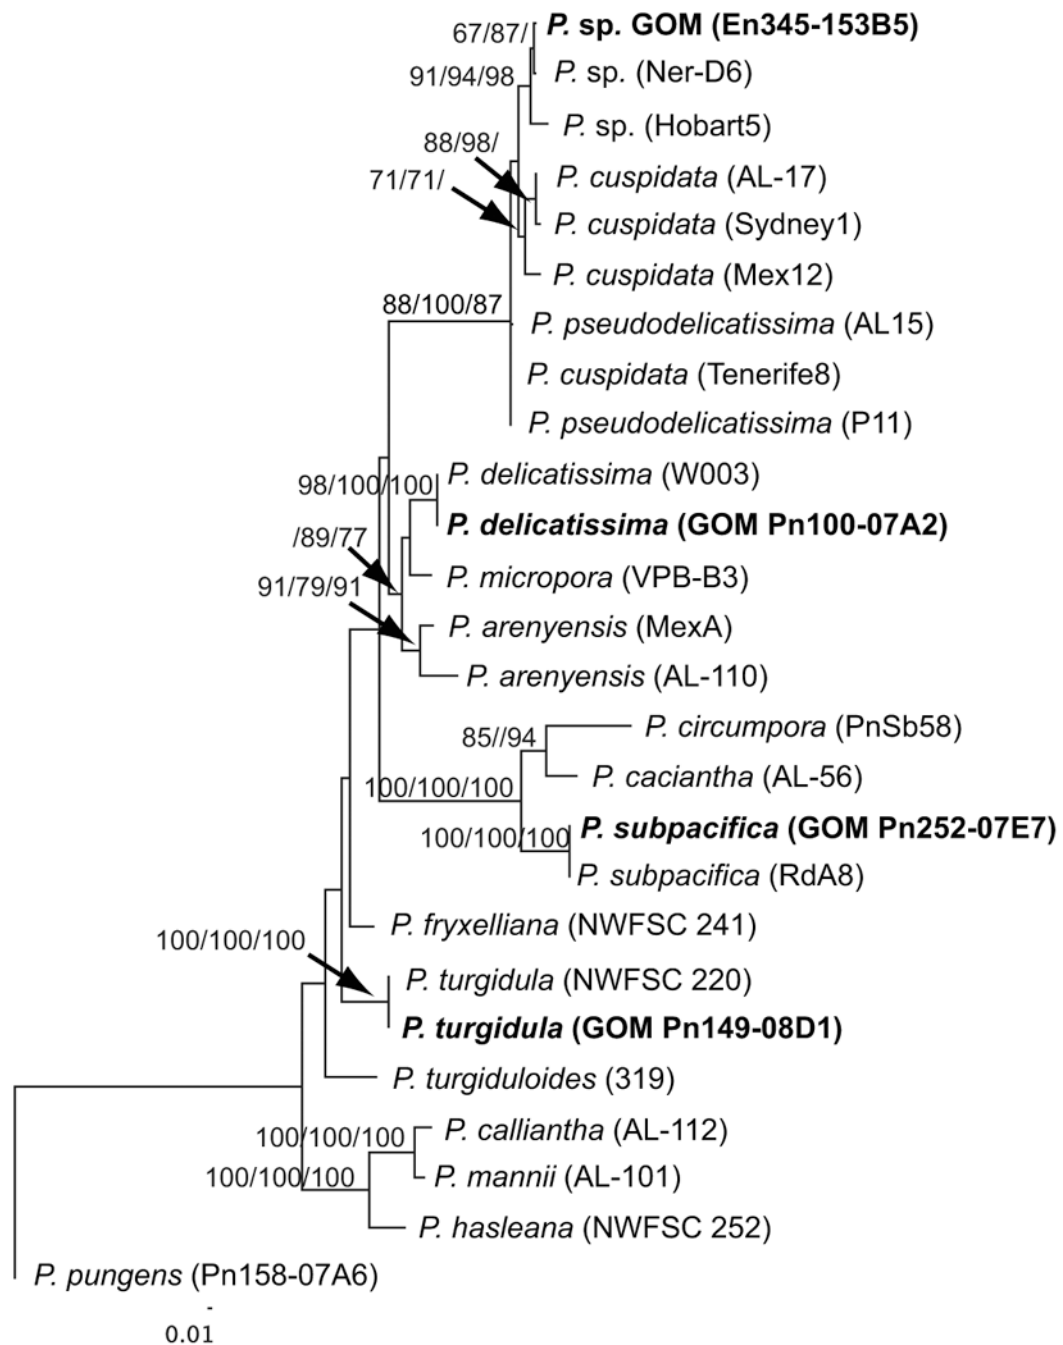 67/87/
P. sp. GOM (En345-153B5)
91/94/98
P. sp. (Ner-D6)
P. sp. (Hobart5)
88/98/
71/71/
P. cuspidata (AL-17)
P. cuspidata (Sydney1)
P. cuspidata (Mex12)
88/100/87
P. pseudodelicatissima (AL15)
P. cuspidata (Tenerife8)
P. pseudodelicatissima (P11)
98/100/100
P. delicatissima (W003)
P. delicatissima (GOM Pn100-07A2)
/89/77
P. micropora (VPB-B3)
91/79/91
P. arenyensis (MexA)
P. arenyensis (AL-110)
P. circumpora (PnSb58)
85//94
P. caciantha (AL-56)
100/100/100
P. subpacifica (GOM Pn252-07E7)
100/100/100
P. subpacifica (RdA8)
P. fryxelliana (NWFSC 241)
100/100/100
P. turgidula (NWFSC 220)
P. turgidula (GOM Pn149-08D1)
P. turgiduloides (319)
P. calliantha (AL-112)
100/100/100
P. mannii (AL-101)
100/100/100
P. hasleana (NWFSC 252)
P. pungens (Pn158-07A6)
0.01